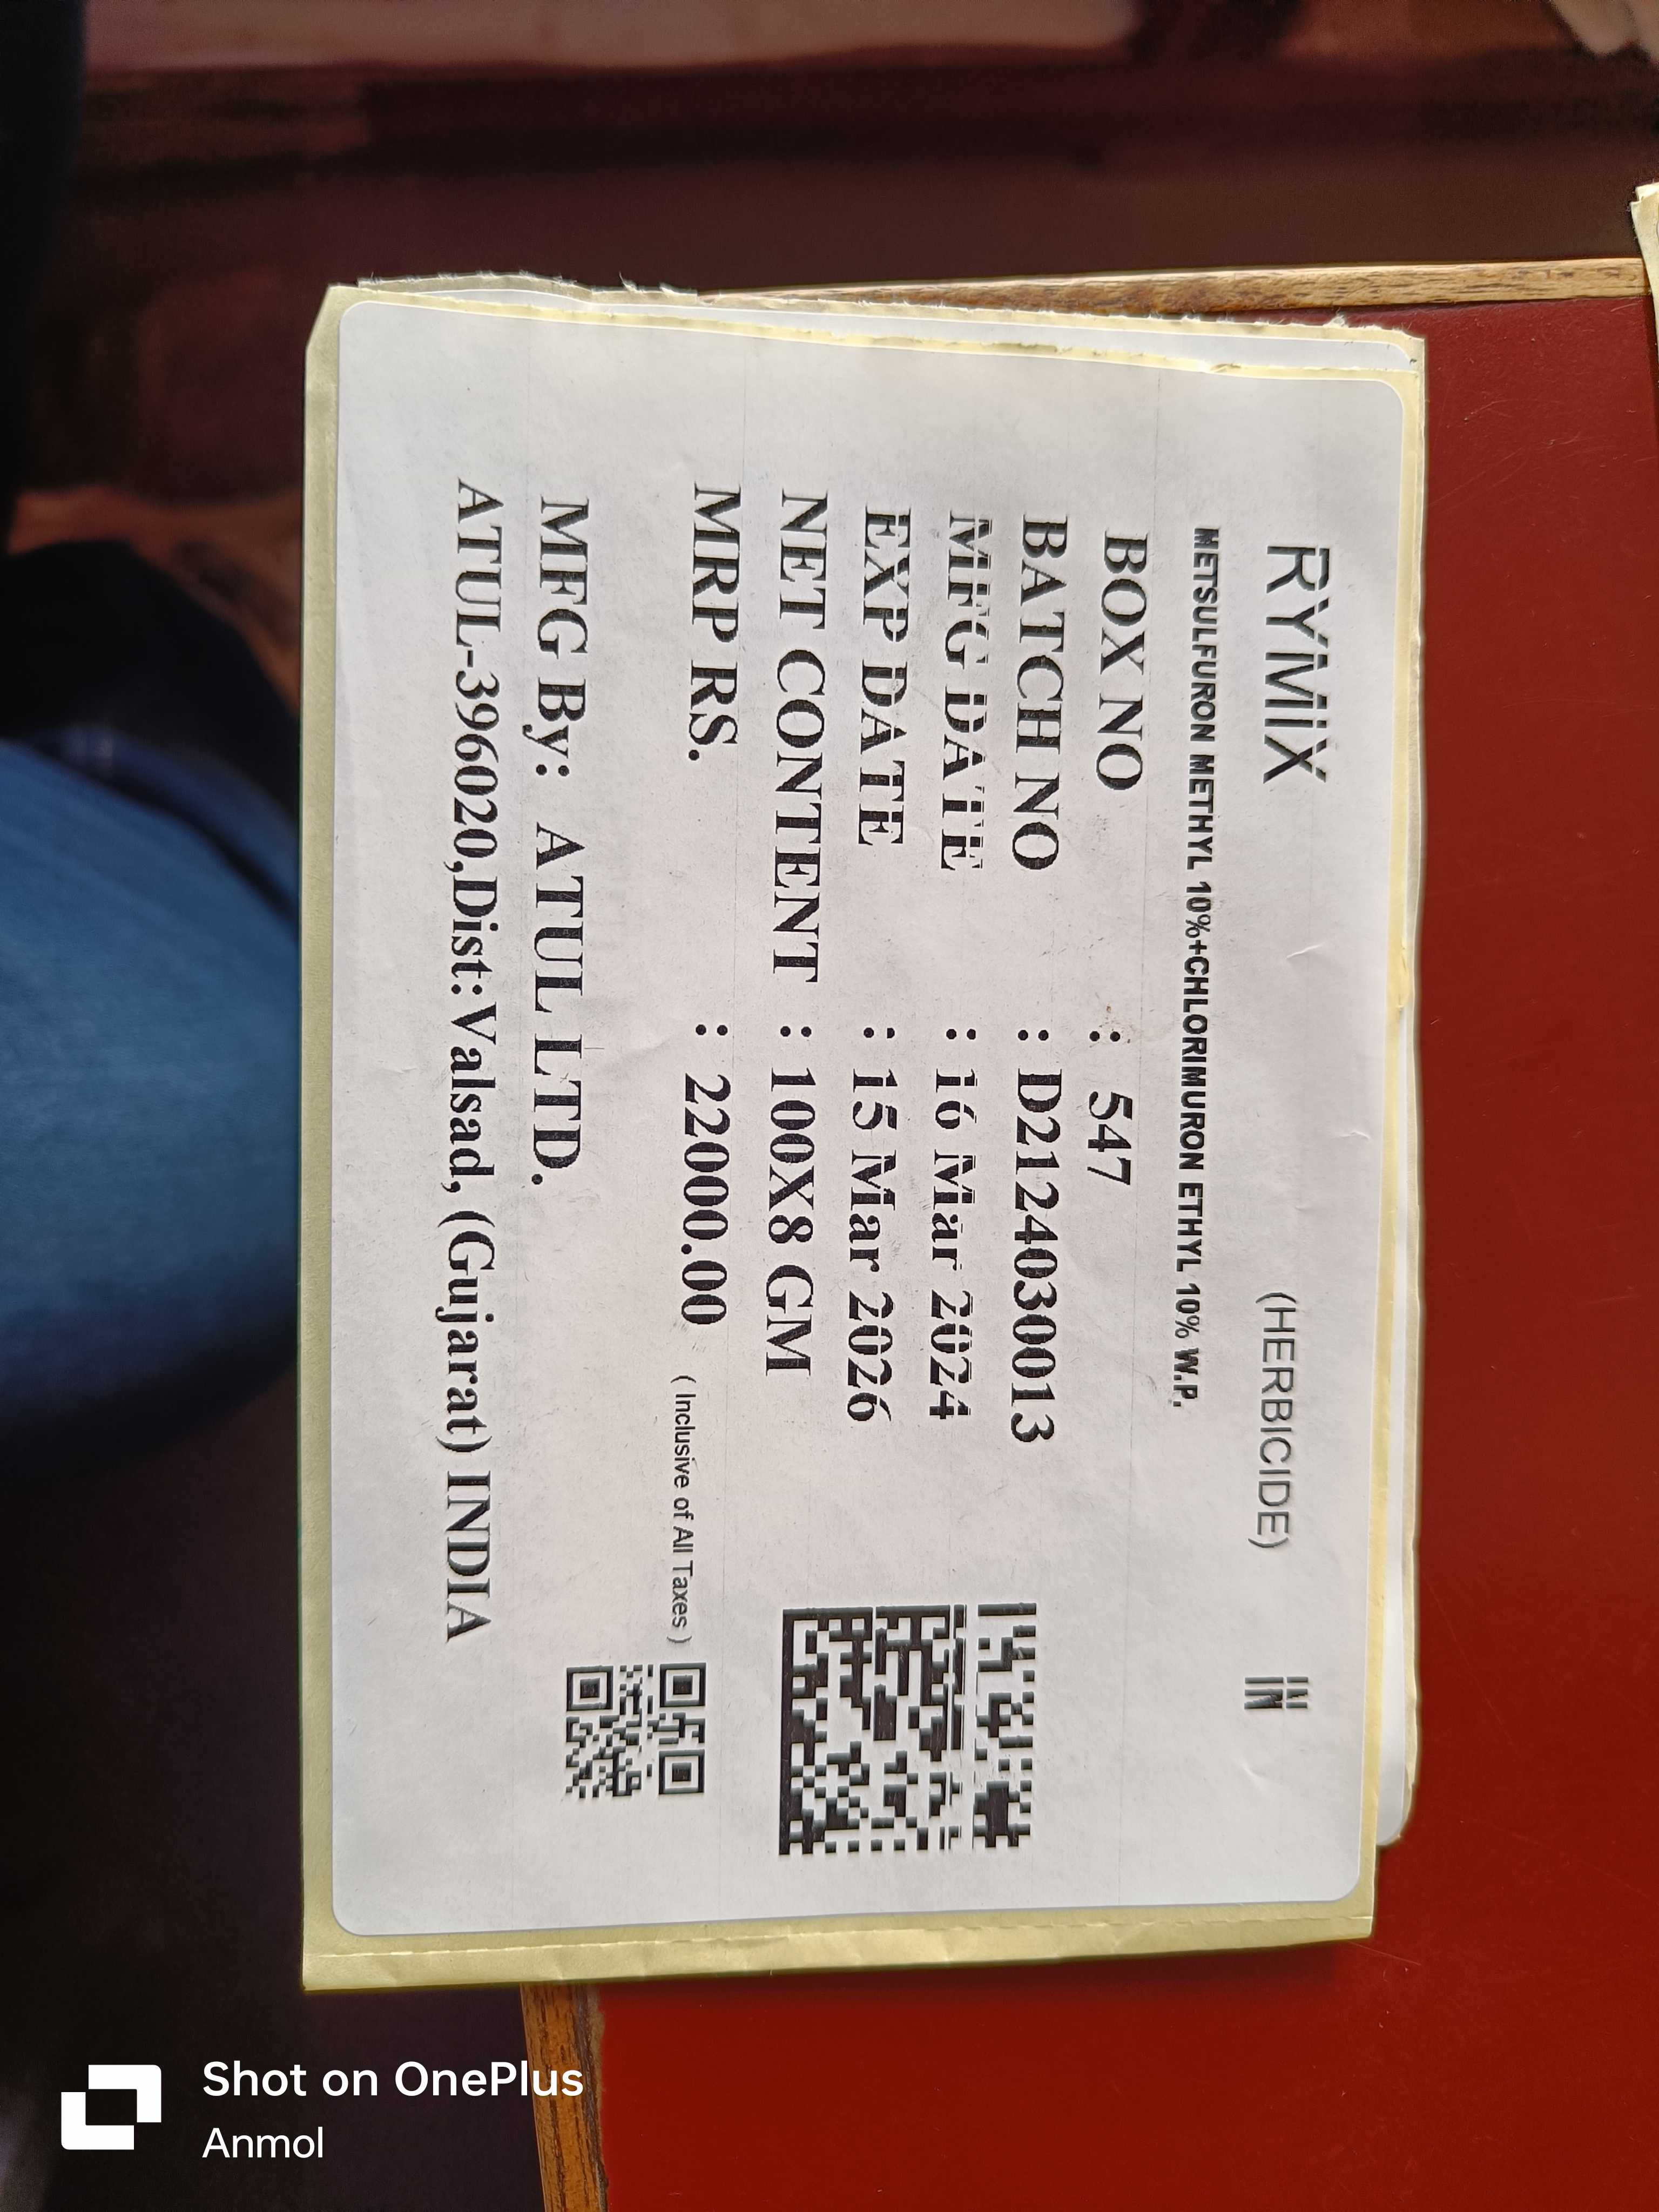 RYMIX (HERBICIDE) IN
METSULFURON METHYL 10%+CHLORIMURON ETHYL 10% W.P.
BOX NO : 547
BATCH NO : D2124030013
MFG DATE : 16 Mar 2024
EXP DATE : 15 Mar 2026
NET CONTENT : 100X8 GM
MRP RS. : 22000.00 ( Inclusive of All Taxes )
MFG By: ATUL LTD.
ATUL-396020,Dist:Valsad, (Gujarat) INDIA
Shot on OnePlus
Anmol